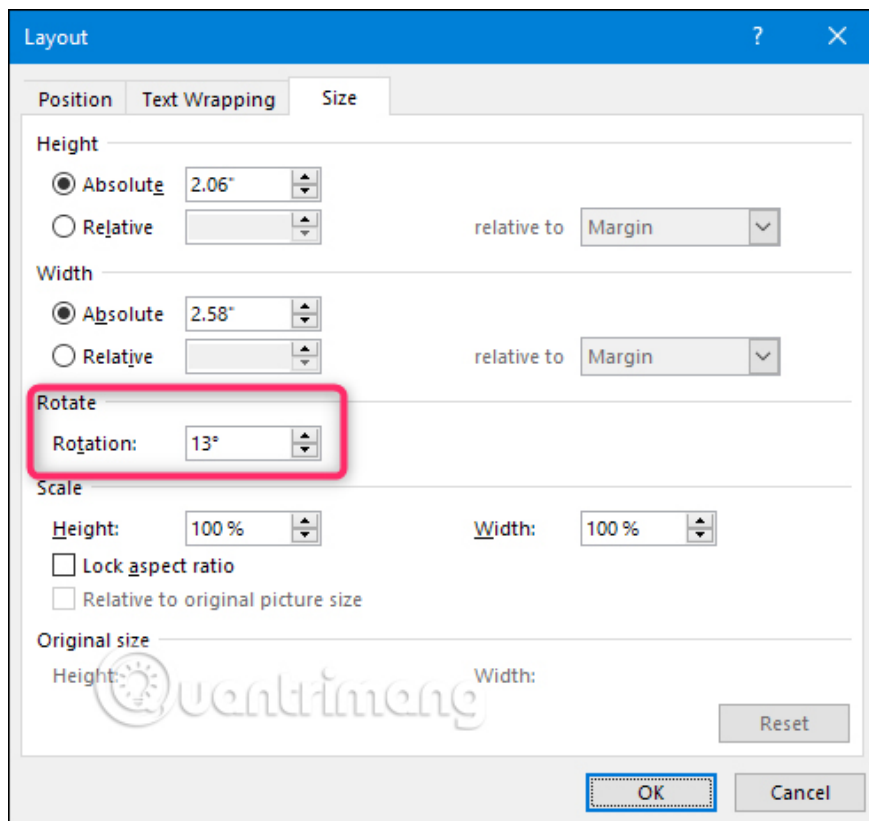 Layout ?
Position Text Wrapping Size
Height
Absolute 2.06"
Relative relative to Margin
Width
Absolute 2.58"
Relative relative to Margin
Rotate
Rotation: 13°
Scale
Height: 100 % Width: 100 %
Lock aspect ratio
Relative to original picture size
Original size
Height: Width:
Quantrimang
Reset
OK Cancel